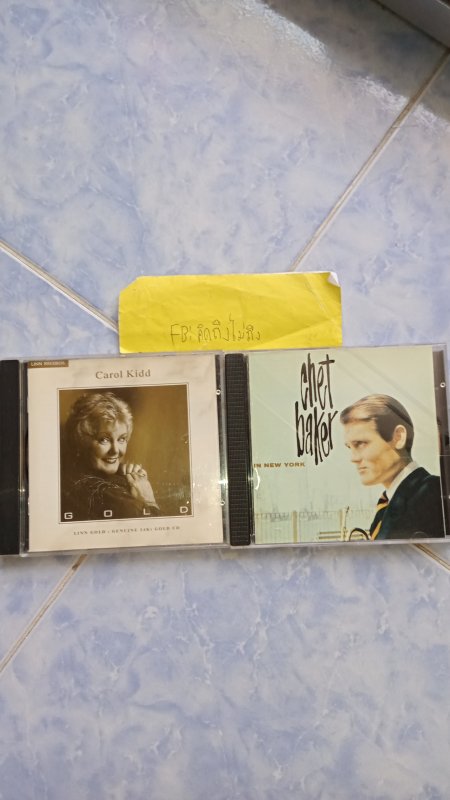 FB: คิดถึงไม่ถึง
LINN RECORDS
Carol Kidd
GOLD
LINN GOLD : GENUINE 24Kt GOLD CD
chet
baker
IN NEW YORK